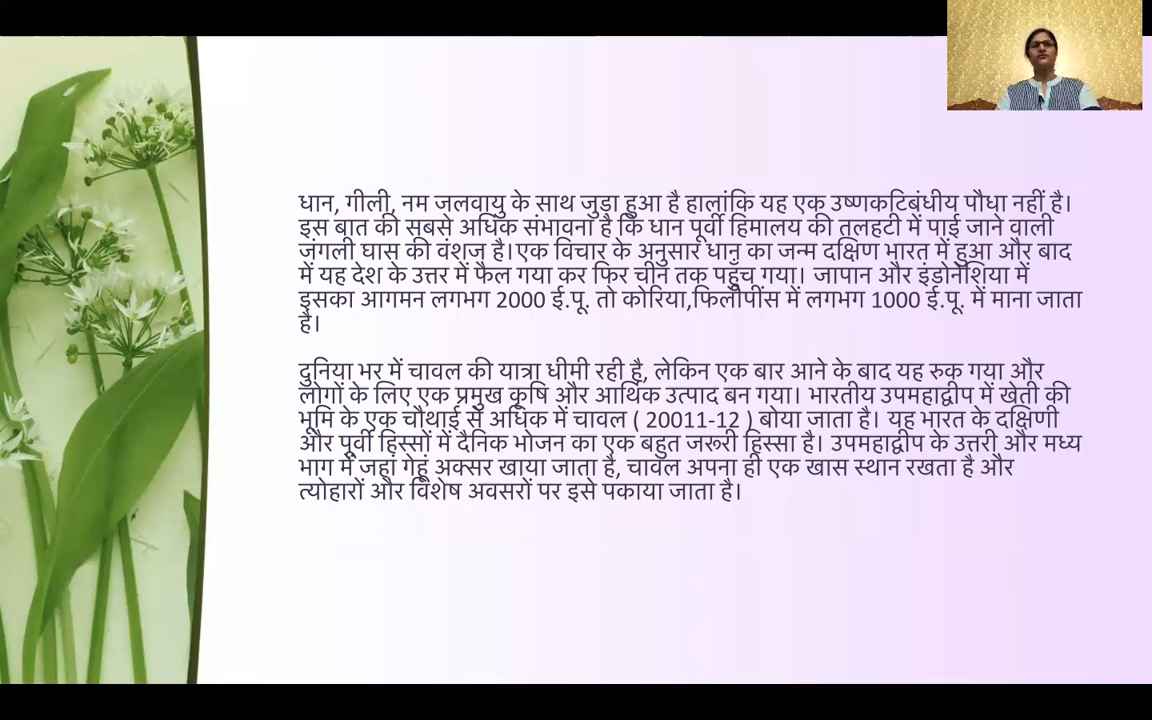 धान, गीली, नम जलवायु के साथ जुड़ा हुआ है हालांकि यह एक उष्णकटिबंधीय पौधा नहीं है।
इस बात की सबसे अधिक संभावना है कि धान पूर्वी हिमालय की तलहटी में पाई जाने वाली
जंगली घास की वंशज है।एक विचार के अनुसार धान का जन्म दक्षिण भारत में हुआ और बाद
में यह देश के उत्तर में फैल गया कर फिर चीन तक पहुँच गया। जापान और इंडोनेशिया में
इसका आगमन लगभग 2000 ई.पू. तो कोरिया,फिलीपींस में लगभग 1000 ई.पू. में माना जाता
है।
दुनिया भर में चावल की यात्रा धीमी रही है, लेकिन एक बार आने के बाद यह रुक गया और
लोगों के लिए एक प्रमुख कृषि और आर्थिक उत्पाद बन गया। भारतीय उपमहाद्वीप में खेती की
भूमि के एक चौथाई से अधिक में चावल ( 20011-12 ) बोया जाता है। यह भारत के दक्षिणी
और पूर्वी हिस्सों में दैनिक भोजन का एक बहुत जरूरी हिस्सा है। उपमहाद्वीप के उत्तरी और मध्य
भाग में जहां गेहूं अक्सर खाया जाता है, चावल अपना ही एक खास स्थान रखता है और
त्योहारों और विशेष अवसरों पर इसे पकाया जाता है।